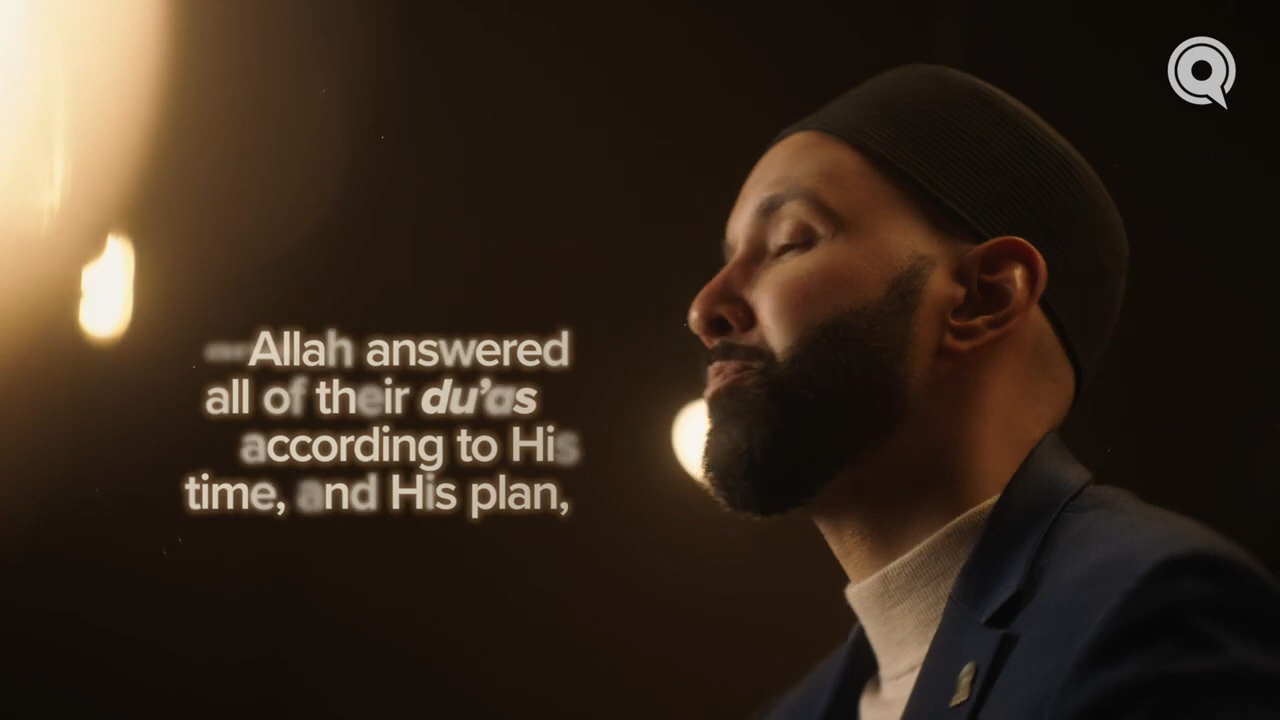 —Allah answered
all of their du’as
according to His
time, and His plan,